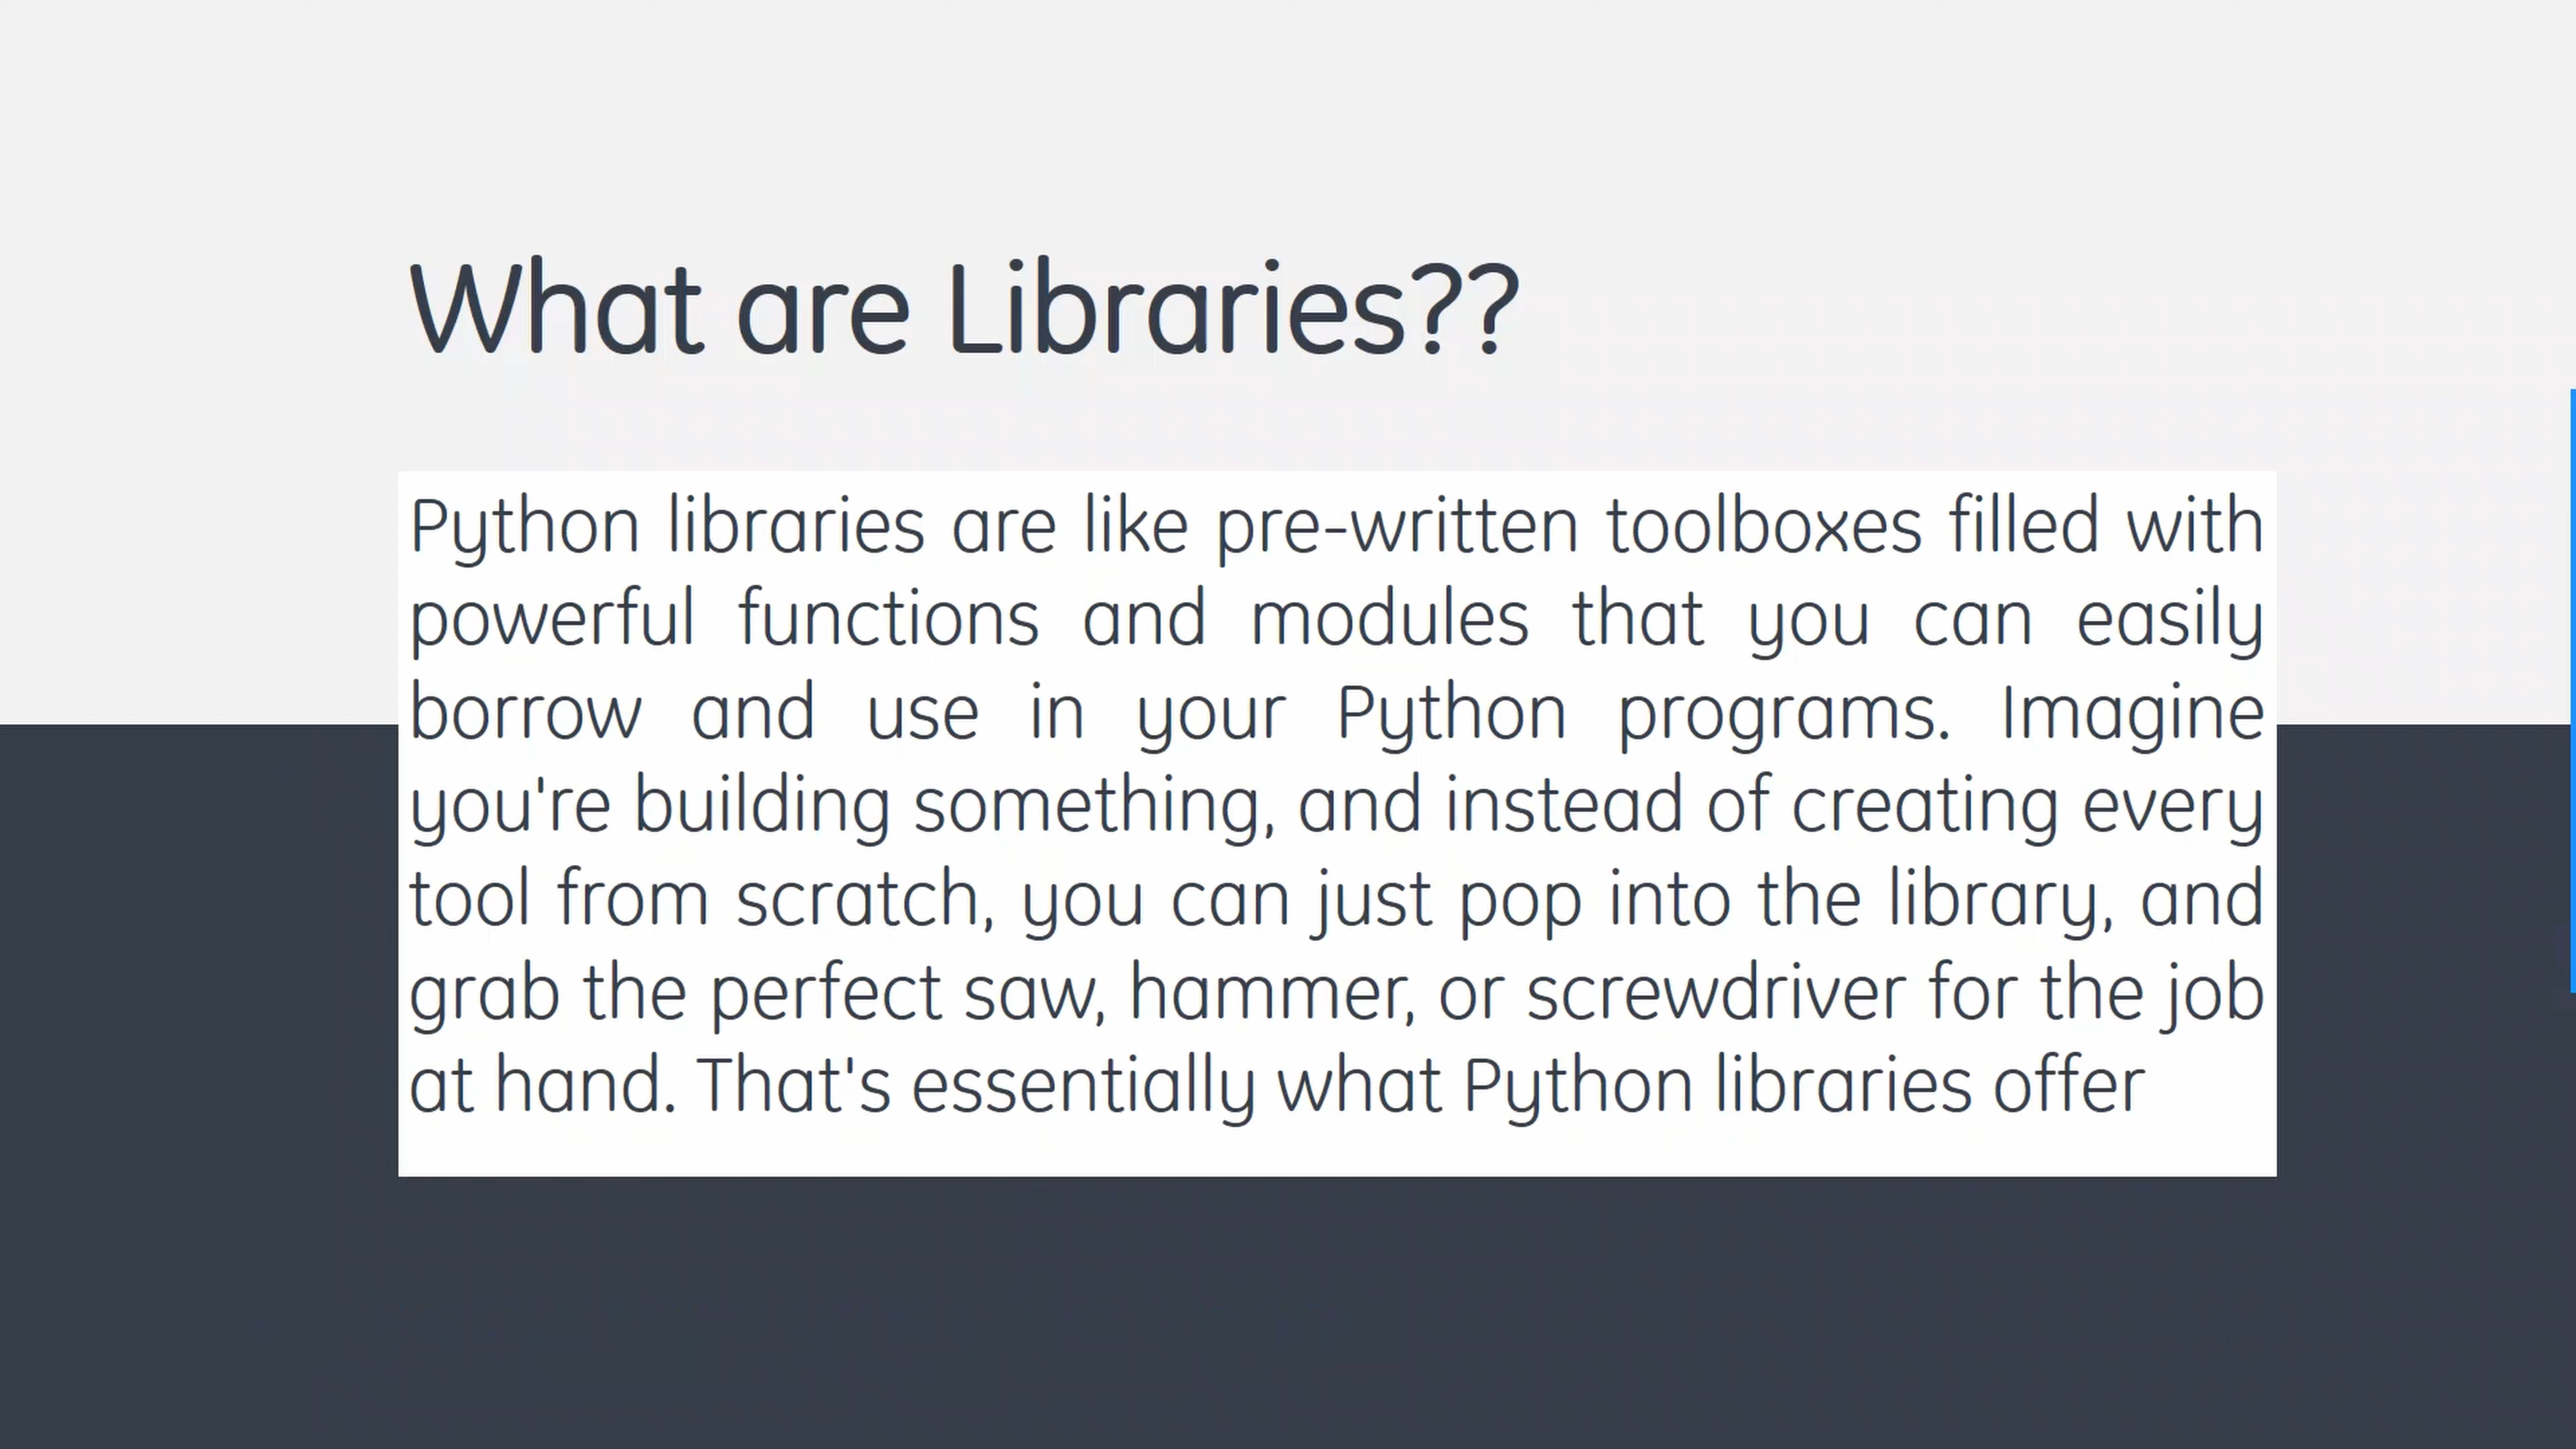 What are Libraries??
Python libraries are like pre-written toolboxes filled with
powerful functions and modules that you can easily
borrow and use in your Python programs. Imagine
you're building something, and instead of creating every
tool from scratch, you can just pop into the library, and
grab the perfect saw, hammer, or screwdriver for the job
at hand. That's essentially what Python libraries offer